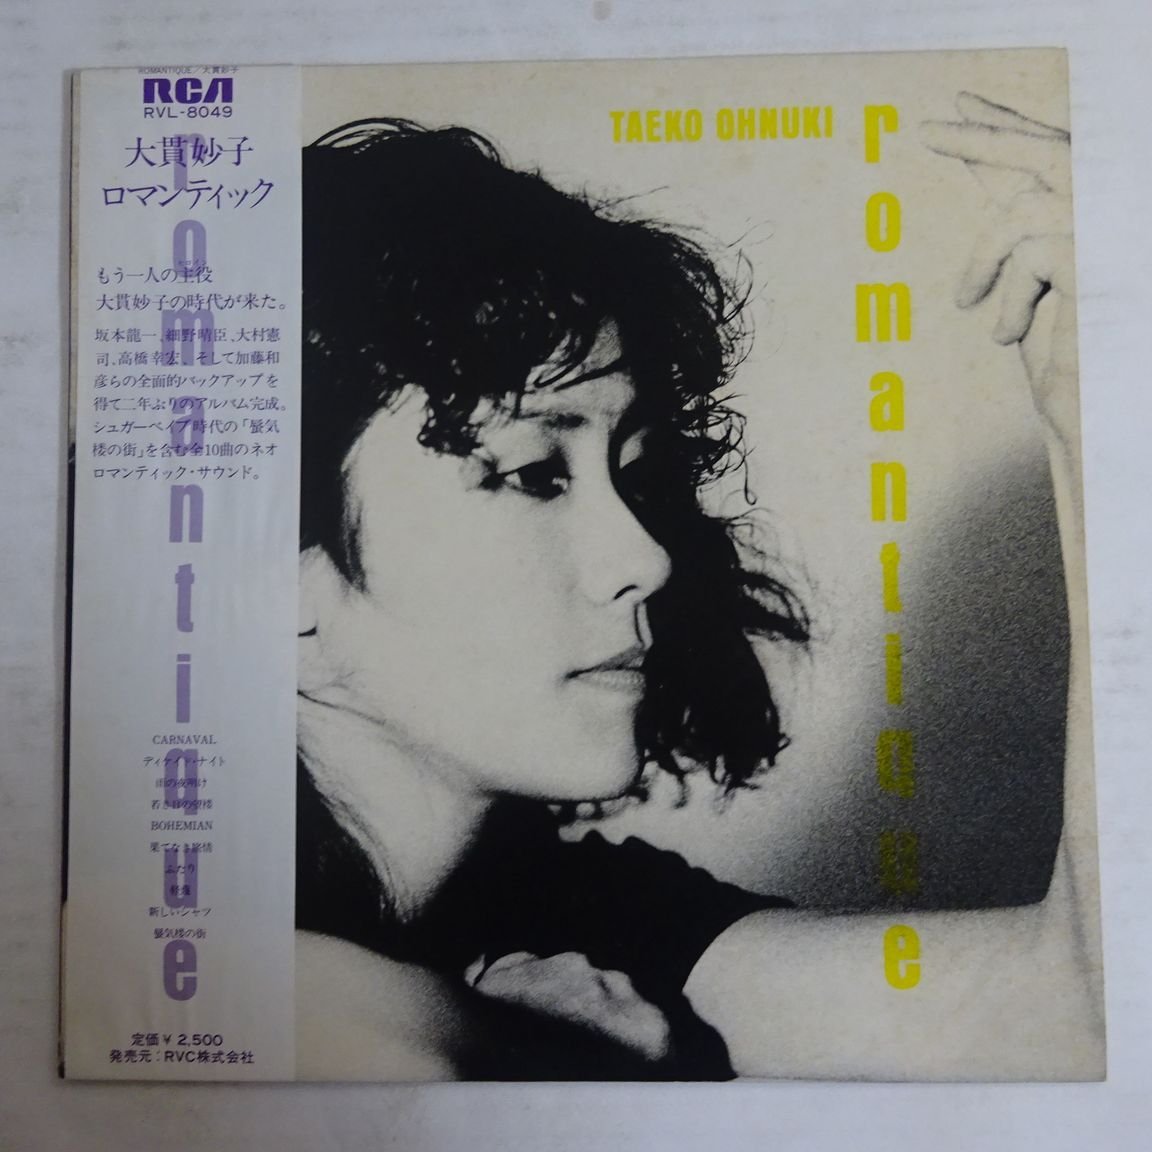 ROMANTIQUE／大貫妙子
RCA
RVL-8049
大貫妙子
ロマンティック
ヒロイン
もう一人の主役
大貫妙子の時代が来た。
坂本龍一、細野晴臣、大村憲
司、高橋幸宏、そして加藤和
彦らの全面的バックアップを
得て二年ぶりのアルバム完成。
シュガーベイブ時代の「蜃気
楼の街」を含む全10曲のネオ
ロマンティック・サウンド。
romantique
CARNAVAL
ディケイド・ナイト
雨の夜明け
若き日の望楼
BOHEMIAN
果てなき旅情
ふたり
軽蔑
新しいシャツ
蜃気楼の街
定価￥2,500
発売元：RVC株式会社
TAEKO OHNUKI
romantique